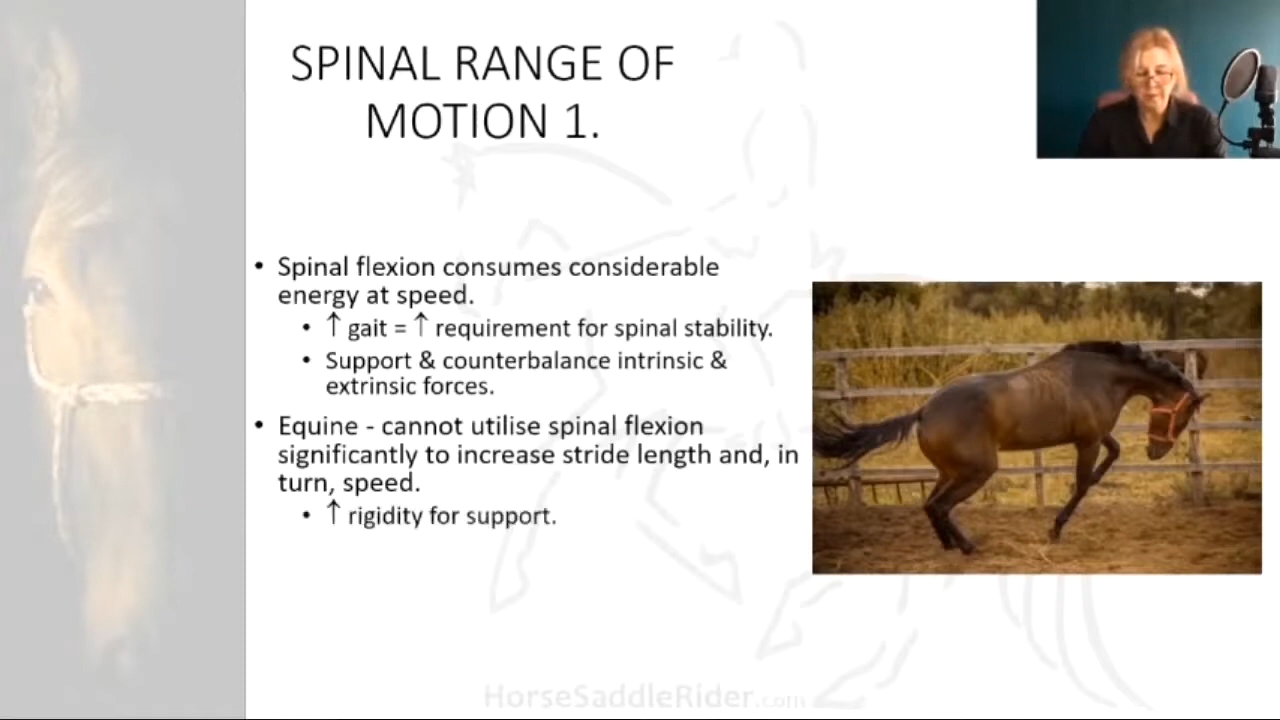 SPINAL RANGE OF
MOTION 1.
• Spinal flexion consumes considerable
energy at speed.
• ↑ gait = ↑ requirement for spinal stability.
• Support & counterbalance intrinsic &
extrinsic forces.
• Equine - cannot utilise spinal flexion
significantly to increase stride length and, in
turn, speed.
• ↑ rigidity for support.
HorseSaddleRider.com